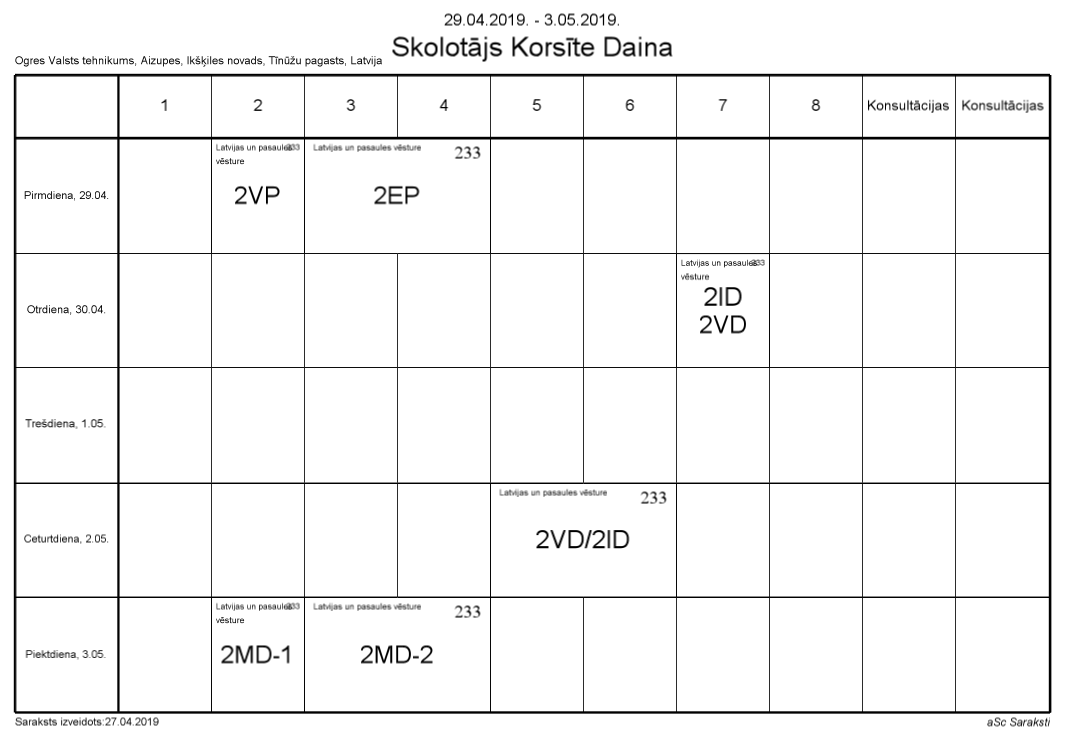 29.04.2019. - 3.05.2019.
Skolotājs Korsīte Daina
Ogres Valsts tehnikums, Aizupes, Ikšķiles novads, Tīnūžu pagasts, Latvija
1 2 3 4 5 6 7 8 Konsultācijas Konsultācijas
Pirmdiena, 29.04.
Latvijas un pasaules 233
vēsture
2VP
Latvijas un pasaules vēsture 233
2EP
Otrdiena, 30.04.
Latvijas un pasaules 233
vēsture
2ID
2VD
Trešdiena, 1.05.
Ceturtdiena, 2.05.
Latvijas un pasaules vēsture 233
2VD/2ID
Piektdiena, 3.05.
Latvijas un pasaules 233
vēsture
2MD-1
Latvijas un pasaules vēsture 233
2MD-2
Saraksts izveidots:27.04.2019
aSc Saraksti